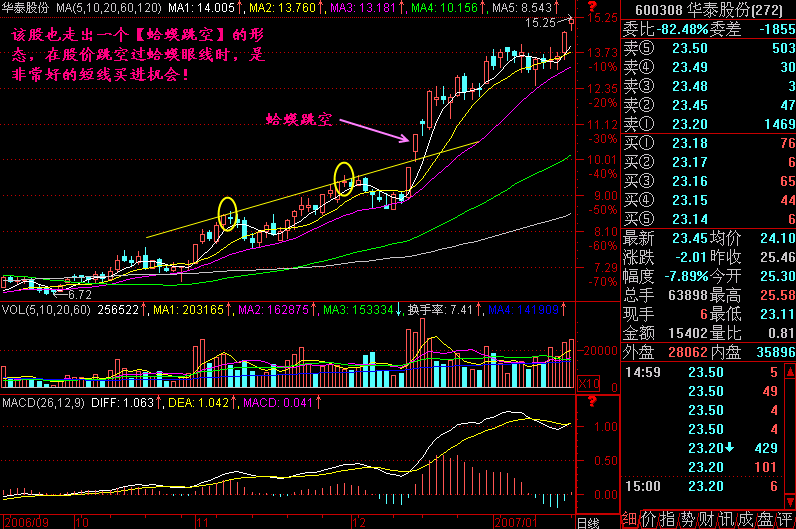 华泰股份 MA(5,10,20,60,120) MA1: 14.005↑, MA2: 13.760↑, MA3: 13.181↑, MA4: 10.156↑, MA5: 8.543↑
?
15.25
15.25
该股也走出一个【蛤蟆跳空】的形
态，在股价跳空过蛤蟆眼线时，是
非常好的短线买进机会！
蛤蟆跳空
13.73
-10%
12.35
-20%
11.12
-30%
10.01
-40%
9.00
-50%
8.10
-60%
7.29
-70%
6.72
VOL(5,10,20,60) 256522↑, MA1: 203165↑, MA2: 162875↑, MA3: 153334↓, 换手率: 7.41↑, MA4: 141909↑
20000
X10
0
MACD(26,12,9) DIFF: 1.063↑, DEA: 1.042↑, MACD: 0.041↑
?
1.00
0.50
0.00
2006/09 10 11 12 2007/01 日线
600308 华泰股份(272)
委比 -82.48% 委差 -1855
卖⑤ 23.50 503
卖④ 23.49 30
卖③ 23.48 3
卖② 23.45 47
卖① 23.20 1469
买① 23.18 76
买② 23.17 6
买③ 23.16 65
买④ 23.15 44
买⑤ 23.14 6
最新 23.45 均价 24.10
涨跌 -2.01 昨收 25.46
幅度 -7.89% 今开 25.30
总手 63898 最高 25.58
现手 6 最低 23.11
金额 15402 量比 0.81
外盘 28062 内盘 35896
14:59 23.50 5
23.50 49
23.50 4
23.50 4
23.20↓ 429
23.20 101
15:00 23.20 6
细 价 指 势 财 讯 成 盘 评